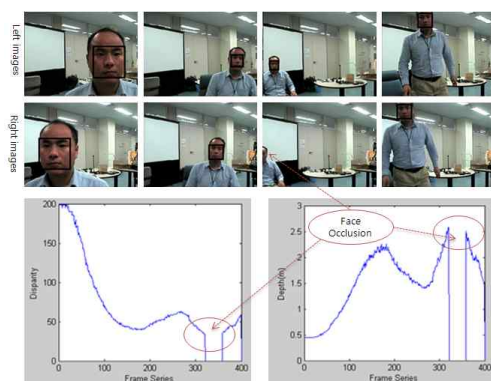 Left images
Right images
Face
Occlusion
200
150
100
50
0
Disparity
0
100
200
300
400
Frame Series
3
2.5
2
1.5
1
0.5
0
Depth(m)
0
100
200
300
400
Frame Series